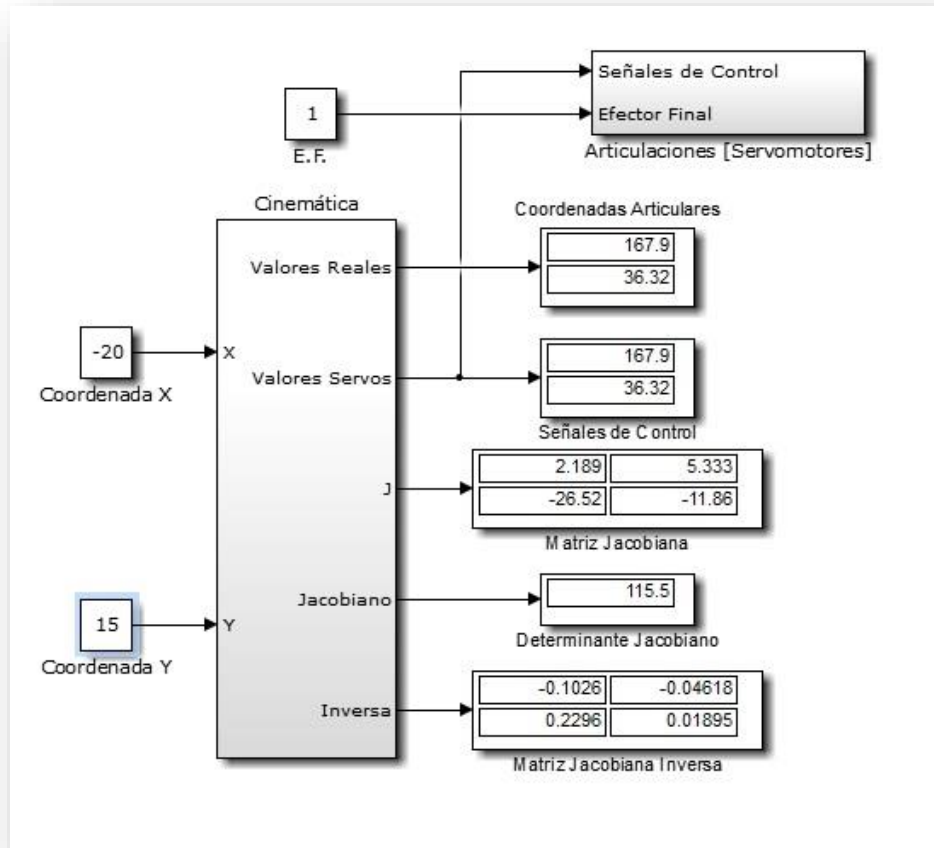 Señales de Control
Efector Final
Articulaciones [Servomotores]
1
E.F.
Cinemática
Coordenadas Articulares
167.9
36.32
Valores Reales
-20
Coordenada X
X
Valores Servos
167.9
36.32
Señales de Control
J
2.189 5.333
-26.52 -11.86
Matriz Jacobiana
15
Coordenada Y
Y
Jacobiano
115.5
Determinante Jacobiano
Inversa
-0.1026 -0.04618
0.2296 0.01895
Matriz Jacobiana Inversa